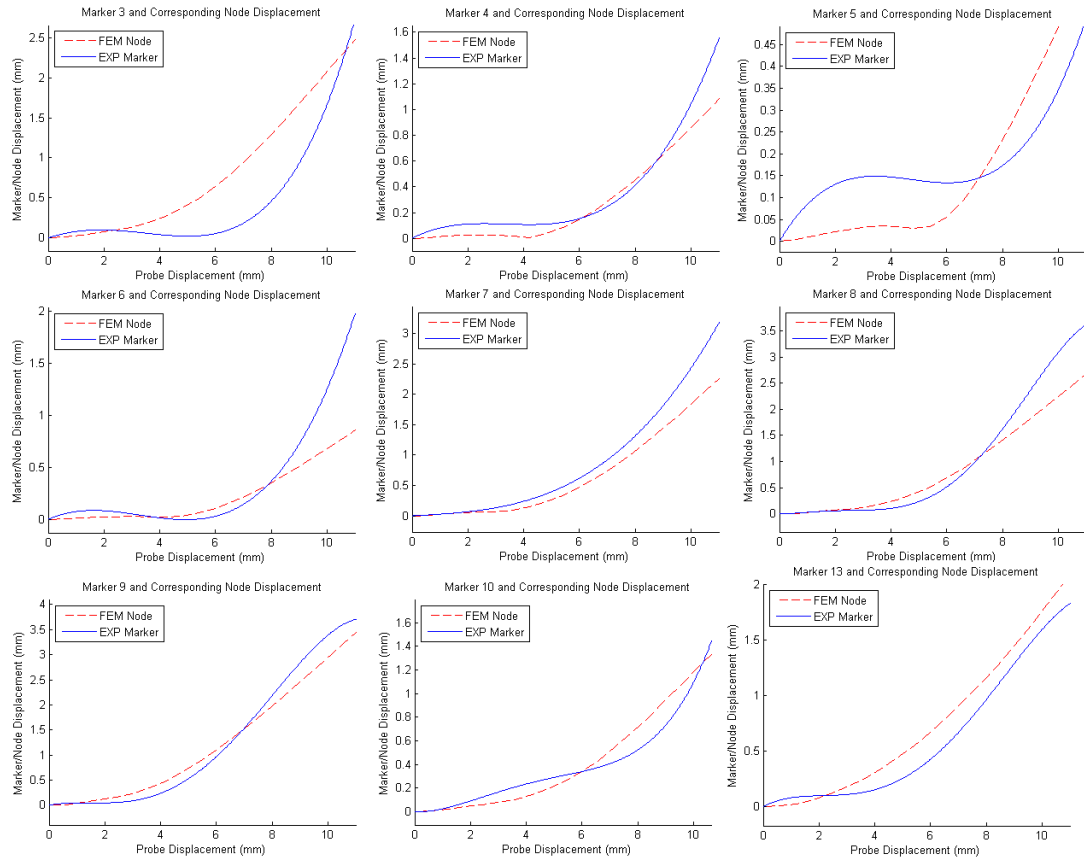 Marker 3 and Corresponding Node Displacement
FEM Node
EXP Marker
2.5
2
1.5
1
0.5
0
Marker/Node Displacement (mm)
0 2 4 6 8 10
Probe Displacement (mm)
Marker 4 and Corresponding Node Displacement
FEM Node
EXP Marker
1.6
1.4
1.2
1
0.8
0.6
0.4
0.2
0
Marker/Node Displacement (mm)
0 2 4 6 8 10
Probe Displacement (mm)
Marker 5 and Corresponding Node Displacement
FEM Node
EXP Marker
0.45
0.4
0.35
0.3
0.25
0.2
0.15
0.1
0.05
0
Marker/Node Displacement (mm)
0 2 4 6 8 10
Probe Displacement (mm)
Marker 6 and Corresponding Node Displacement
FEM Node
EXP Marker
2
1.5
1
0.5
0
Marker/Node Displacement (mm)
0 2 4 6 8 10
Probe Displacement (mm)
Marker 7 and Corresponding Node Displacement
FEM Node
EXP Marker
3
2.5
2
1.5
1
0.5
0
Marker/Node Displacement (mm)
0 2 4 6 8 10
Probe Displacement (mm)
Marker 8 and Corresponding Node Displacement
FEM Node
EXP Marker
3.5
3
2.5
2
1.5
1
0.5
0
Marker/Node Displacement (mm)
0 2 4 6 8 10
Probe Displacement (mm)
Marker 9 and Corresponding Node Displacement
FEM Node
EXP Marker
4
3.5
3
2.5
2
1.5
1
0.5
0
Marker/Node Displacement (mm)
0 2 4 6 8 10
Probe Displacement (mm)
Marker 10 and Corresponding Node Displacement
FEM Node
EXP Marker
1.6
1.4
1.2
1
0.8
0.6
0.4
0.2
0
Marker/Node Displacement (mm)
0 2 4 6 8 10
Probe Displacement (mm)
Marker 13 and Corresponding Node Displacement
FEM Node
EXP Marker
2
1.5
1
0.5
0
Marker/Node Displacement (mm)
0 2 4 6 8 10
Probe Displacement (mm)